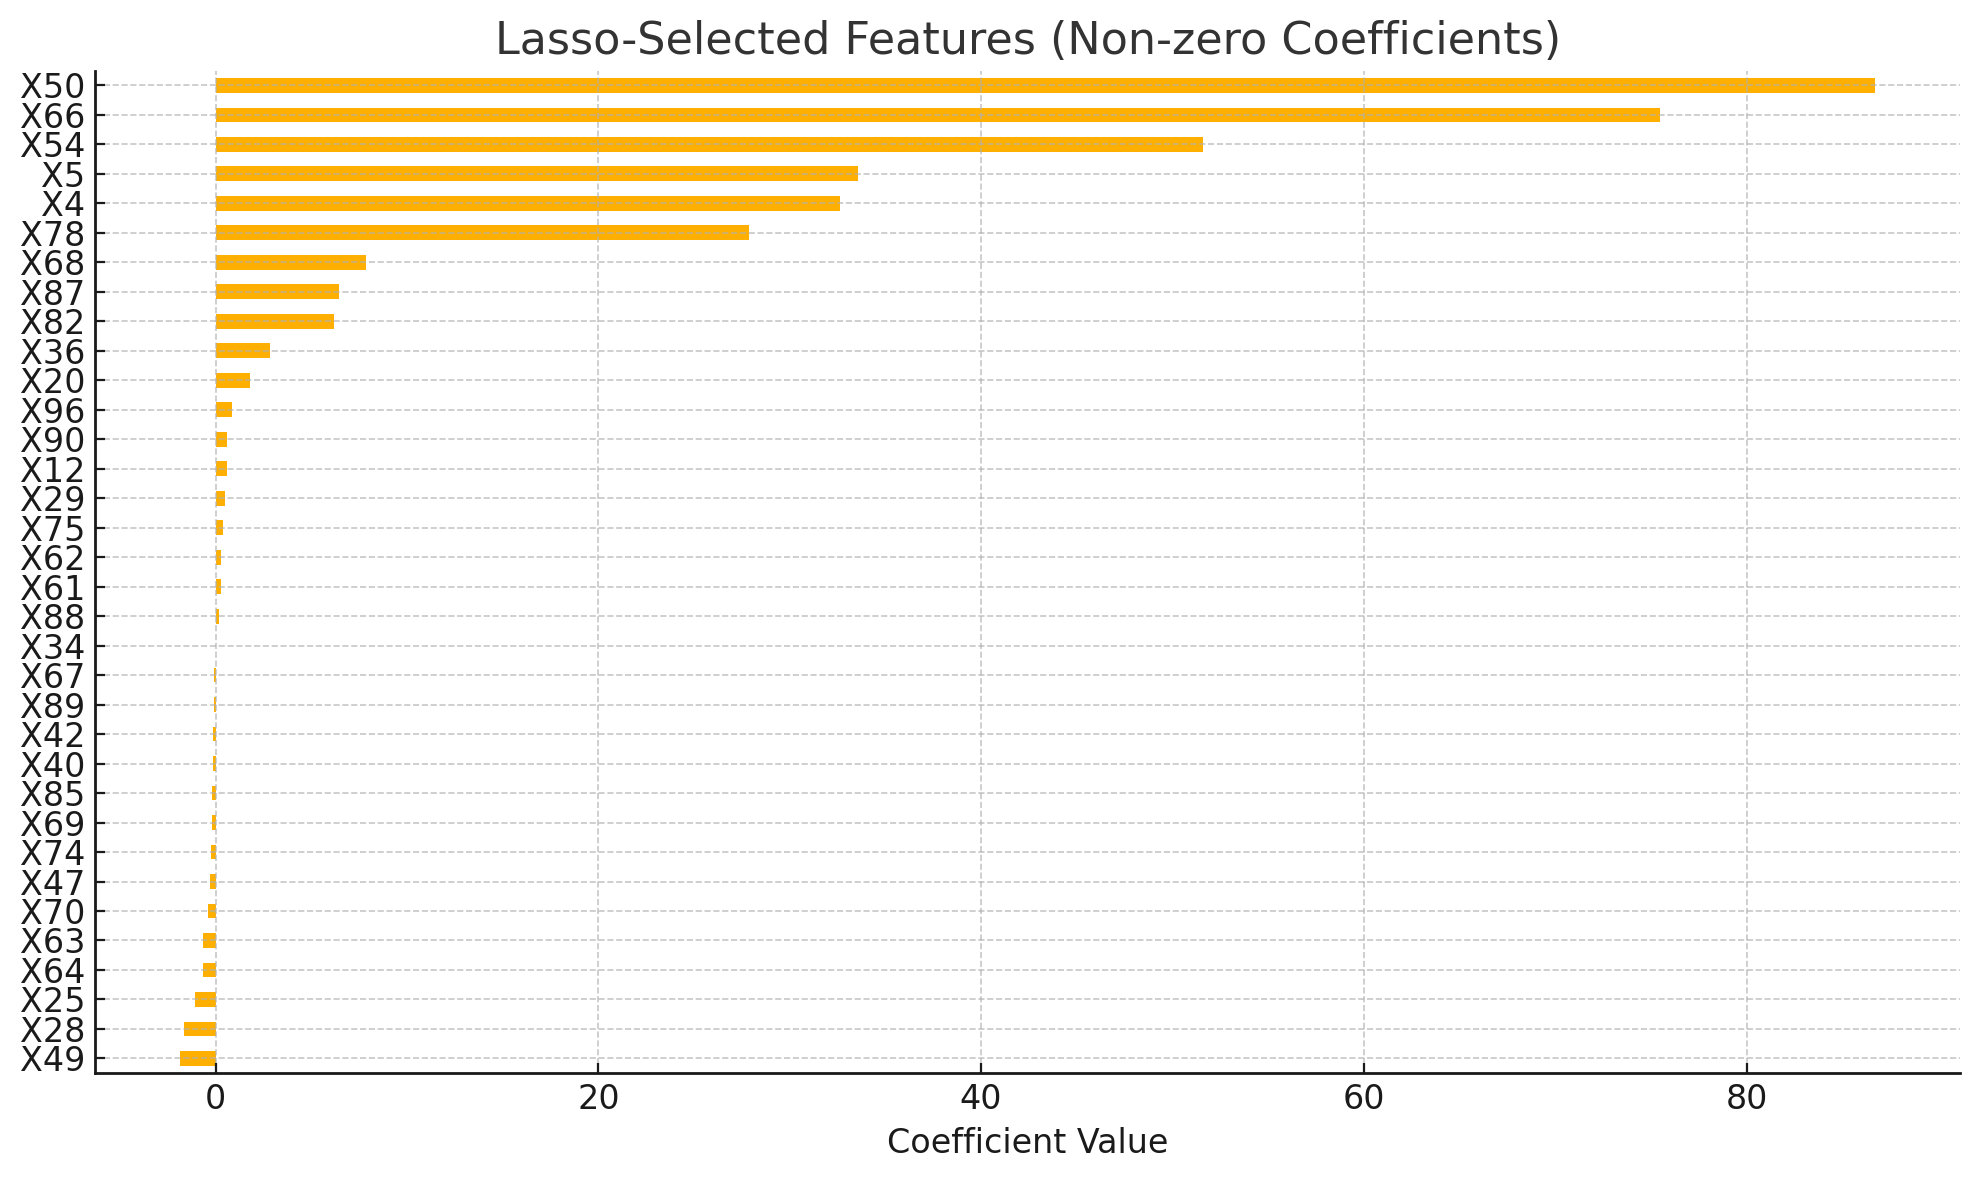 Lasso-Selected Features (Non-zero Coefficients)
X50
X66
X54
X5
X4
X78
X68
X87
X82
X36
X20
X96
X90
X12
X29
X75
X62
X61
X88
X34
X67
X89
X42
X40
X85
X69
X74
X47
X70
X63
X64
X25
X28
X49
0 20 40 60 80
Coefficient Value